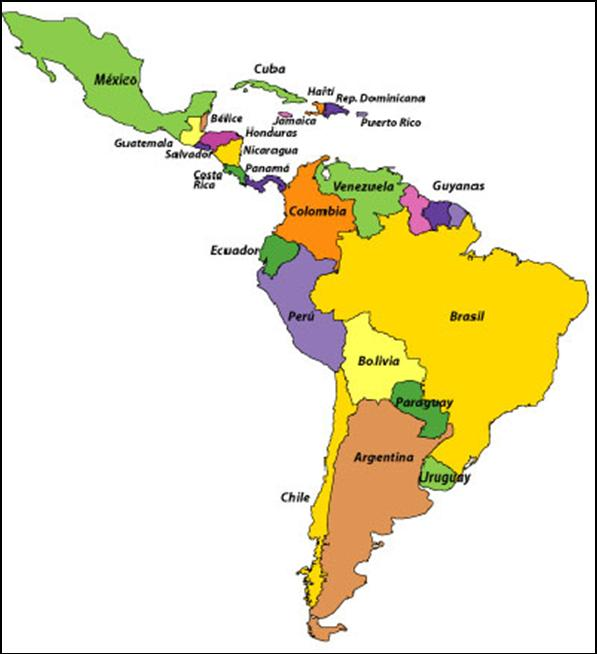 México
Cuba
Haíti
Rep. Dominicana
Jamaica
Puerto Rico
Bélice
Guatemala
Honduras
Salvador
Nicaragua
Costa
Rica
Panamá
Venezuela
Guyanas
Colombia
Ecuador
Perú
Brasil
Bolivia
Paraguay
Argentina
Uruguay
Chile